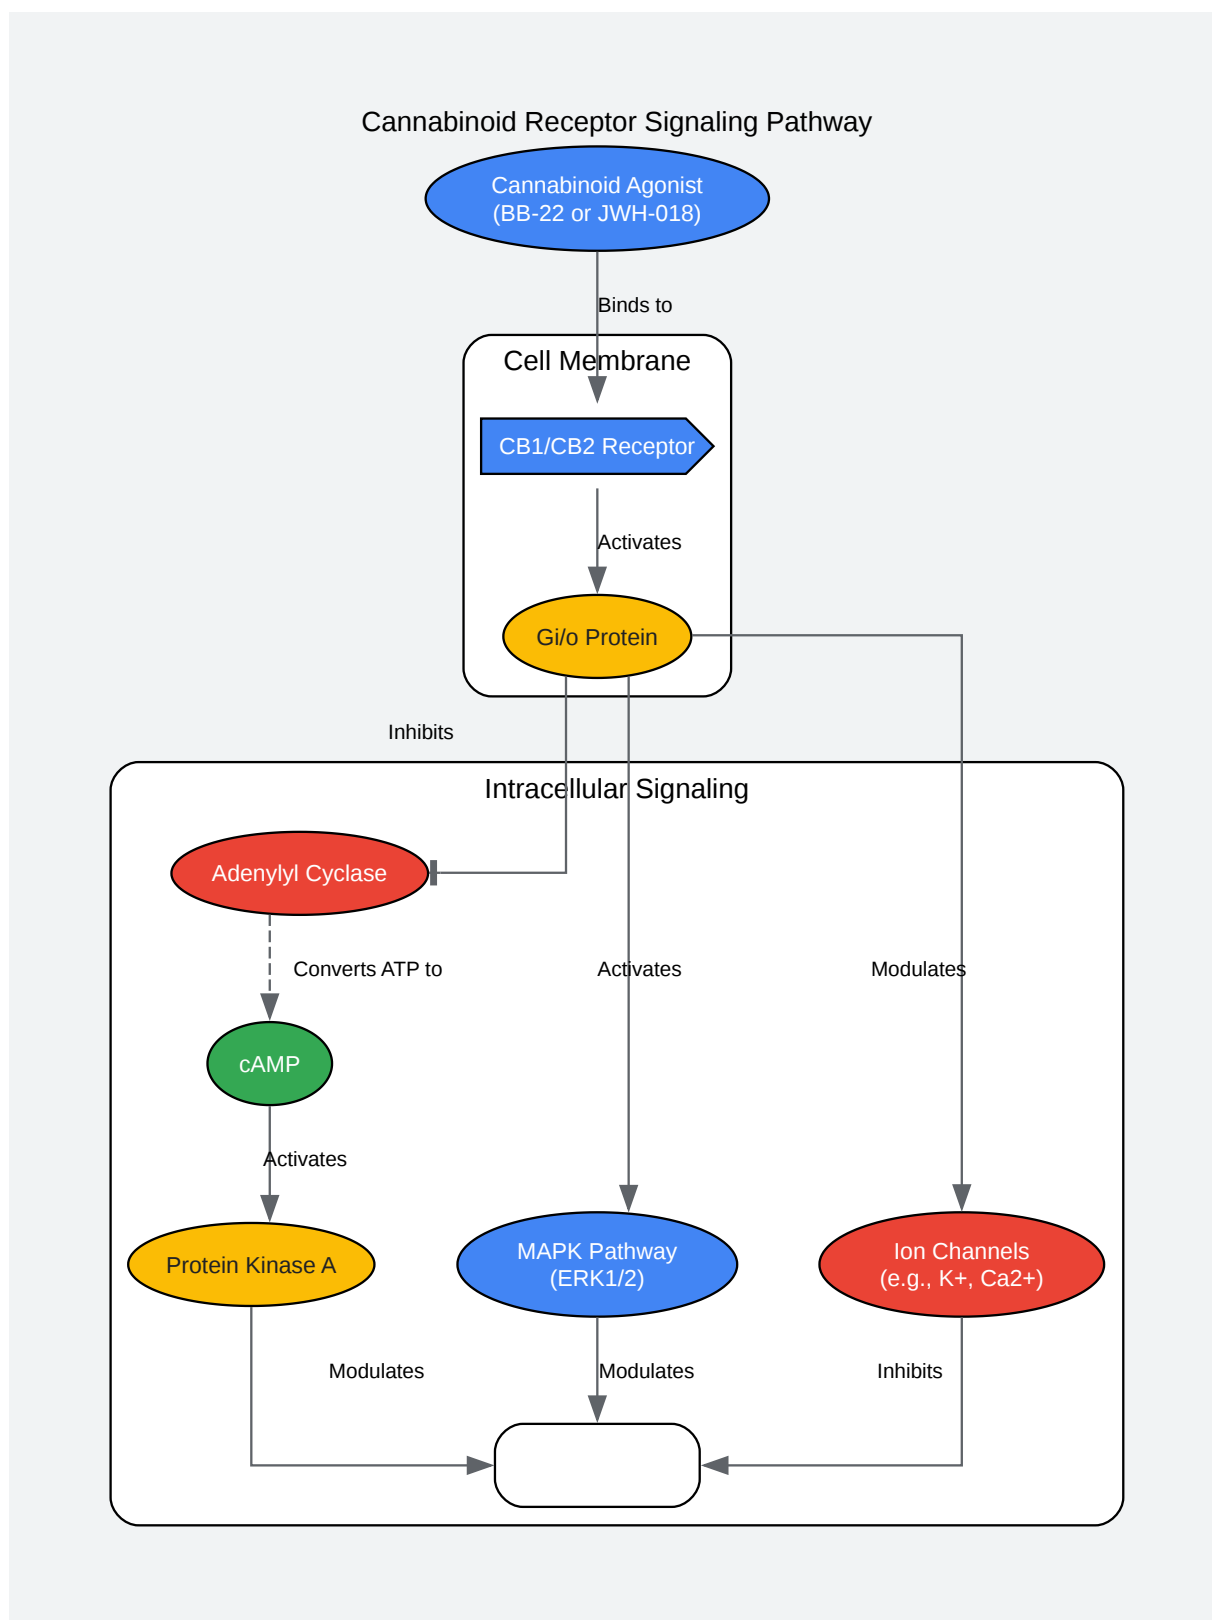 Cannabinoid Receptor Signaling Pathway
Cannabinoid Agonist
(BB-22 or JWH-018)
Binds to
Cell Membrane
CB1/CB2 Receptor
Activates
Gi/o Protein
Inhibits
Intracellular Signaling
Adenylyl Cyclase
Converts ATP to
Activates
Modulates
cAMP
Activates
Protein Kinase A
MAPK Pathway
(ERK1/2)
Ion Channels
(e.g., K+, Ca2+)
Modulates
Modulates
Inhibits